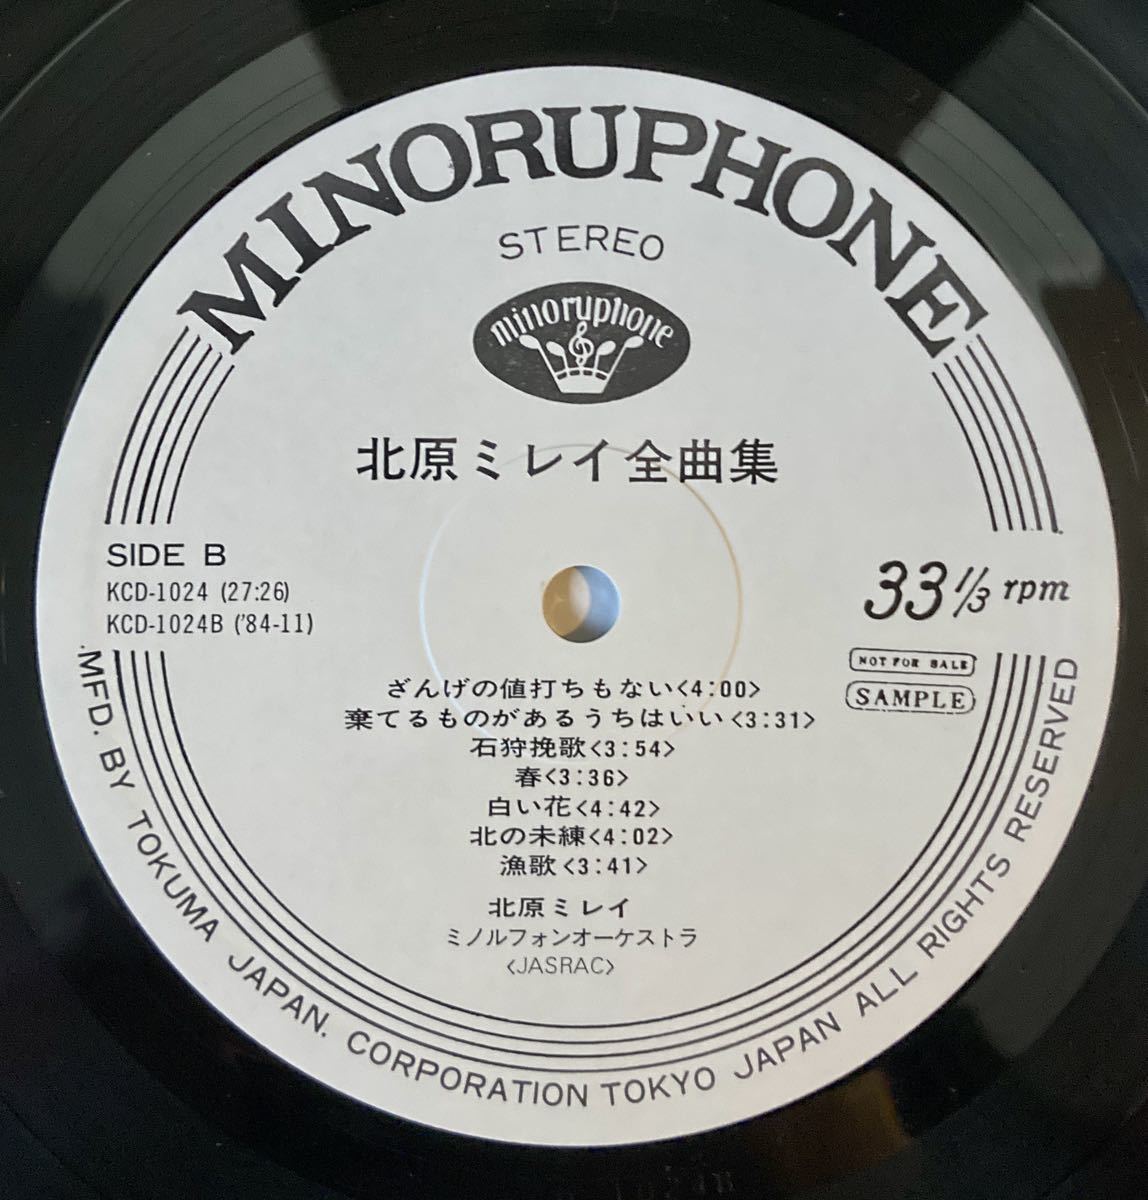 MINORUPHONE
STEREO
minoruphone
北原ミレイ全曲集
SIDE B
KCD-1024 (27:26)
KCD-1024B ('84-11)
33 1/3 rpm
NOT FOR SALE
SAMPLE
ざんげの値打ちもない<4:00>
棄てるものがあるうちはいい<3:31>
石狩挽歌<3:54>
春<3:36>
白い花<4:42>
北の未練<4:02>
漁歌<3:41>
北原ミレイ
ミノルフォンオーケストラ
<JASRAC>
MFD. BY TOKUMA JAPAN. CORPORATION TOKYO JAPAN ALL RIGHTS RESERVED